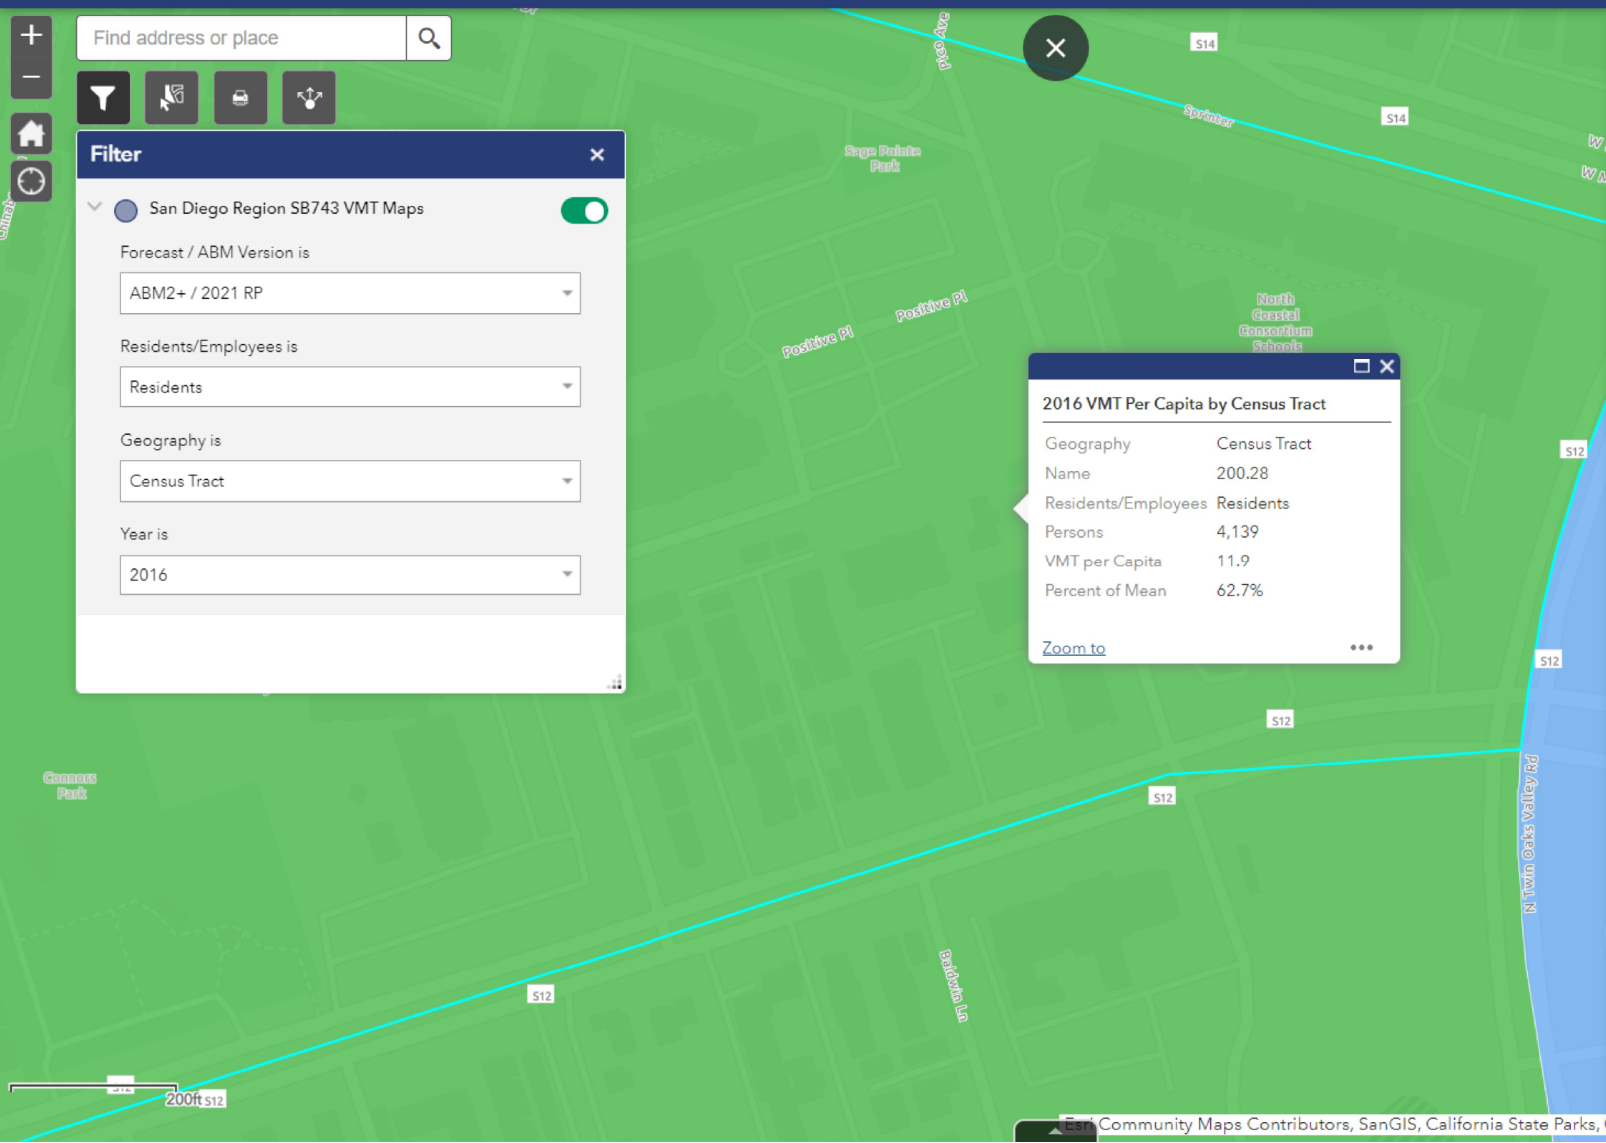 Find address or place
Filter
San Diego Region SB743 VMT Maps
Forecast / ABM Version is
ABM2+ / 2021 RP
Residents/Employees is
Residents
Geography is
Census Tract
Year is
2016
Pico Ave
S14
S14
Sprinter
W
W M
Sage Pointe
Park
Positive Pl
Positive Pl
North
Coastal
Consortium
Schools
2016 VMT Per Capita by Census Tract
Geography Census Tract
Name 200.28
Residents/Employees Residents
Persons 4,139
VMT per Capita 11.9
Percent of Mean 62.7%
Zoom to
S12
S12
S12
S12
N Twin Oaks Valley Rd
Connors
Park
Baldwin Ln
S12
S12
200ft
S12
Esri Community Maps Contributors, SanGIS, California State Parks,